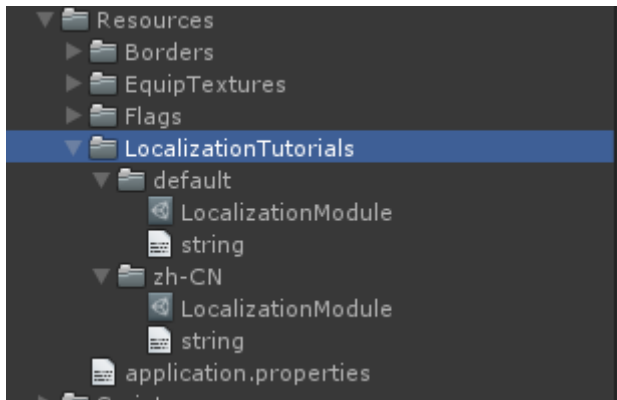 Resources
Borders
EquipTextures
Flags
LocalizationTutorials
default
LocalizationModule
string
zh-CN
LocalizationModule
string
application.properties